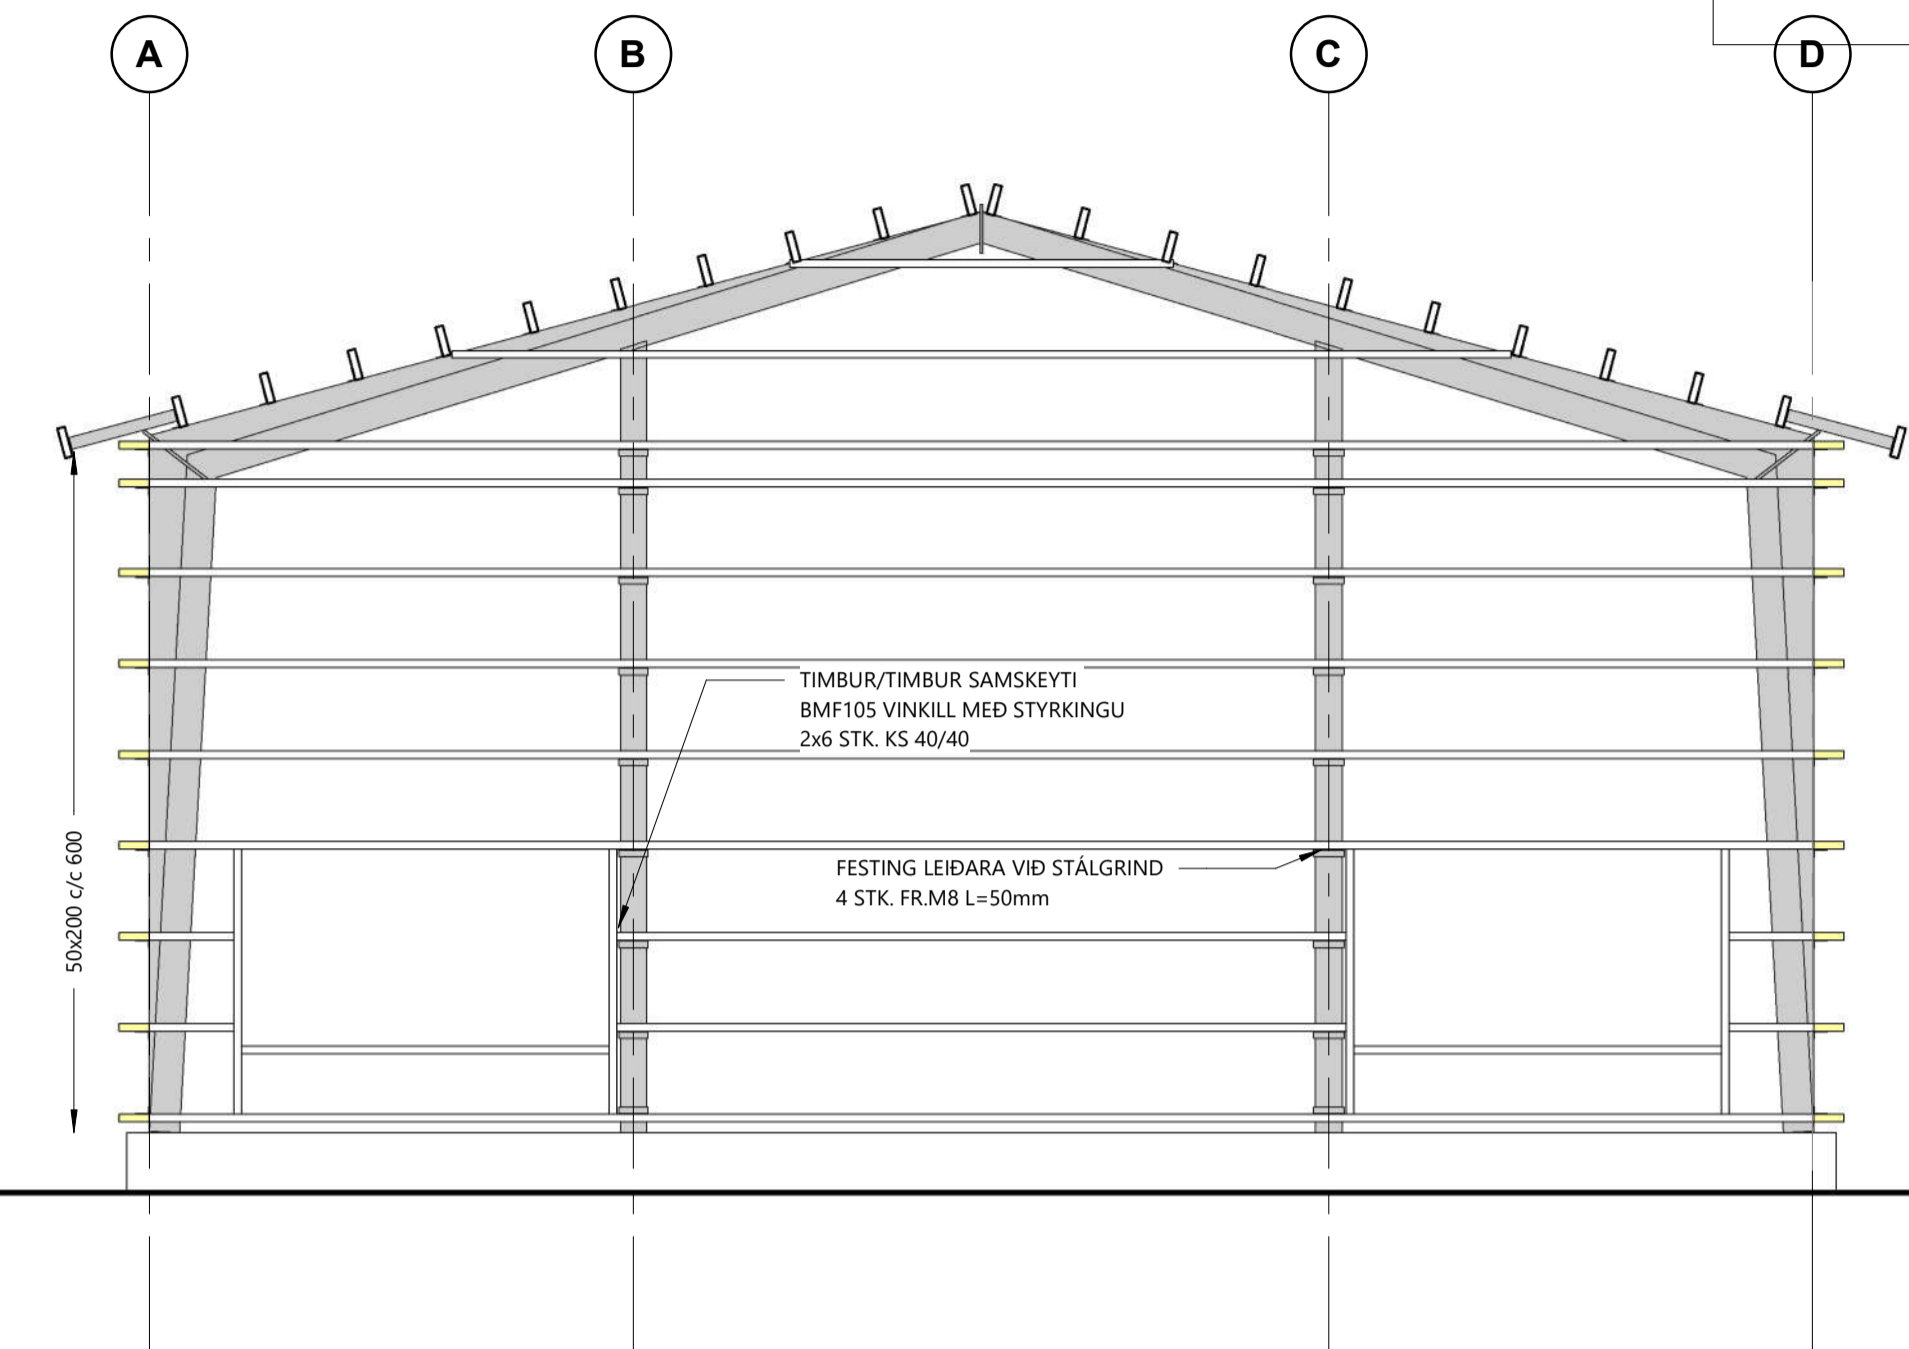 A
B
C
D
TIMBUR/TIMBUR SAMSKEYTI
BMF105 VINKILL MEÐ STYRKINGU
2x6 STK. KS 40/40
FESTING LEIÐARA VIÐ STÁLGRIND
4 STK. FR.M8 L=50mm
50x200 c/c 600